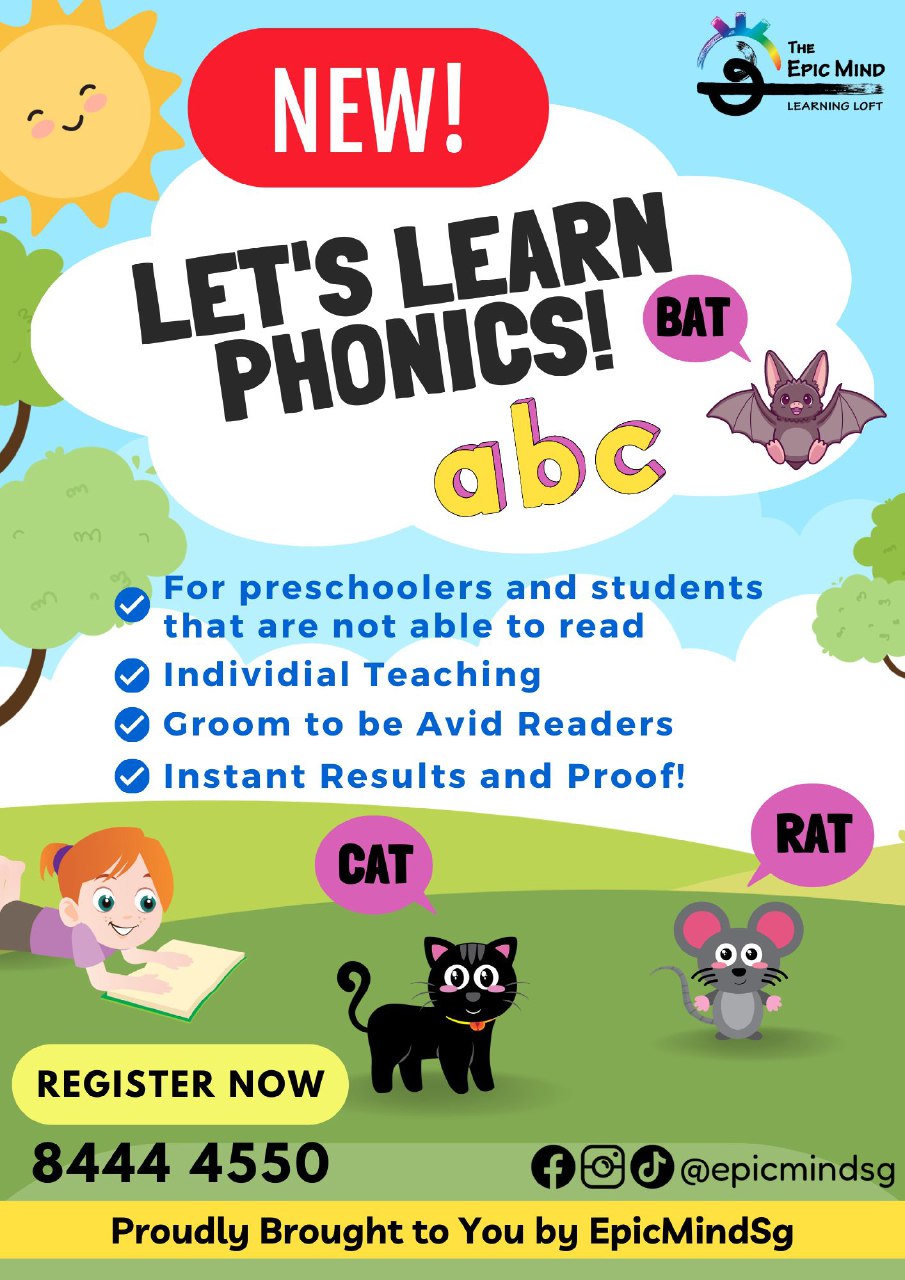 NEW!
THE
EPIC MIND
LEARNING LOFT
LET'S LEARN
PHONICS!
BAT
abc
For preschoolers and students
that are not able to read
Individial Teaching
Groom to be Avid Readers
Instant Results and Proof!
CAT
RAT
REGISTER NOW
8444 4550
@epicmindsg
Proudly Brought to You by EpicMindSg